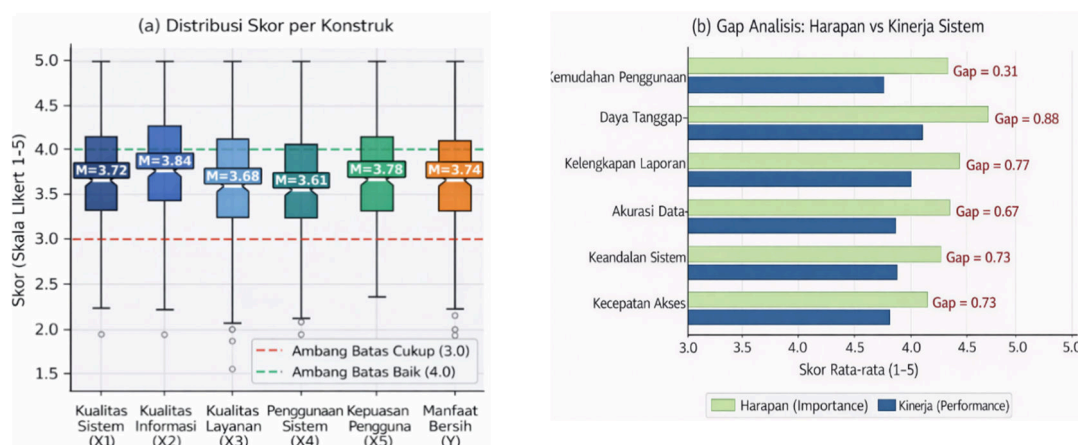 (a) Distribusi Skor per Konstruk
Skor (Skala Likert 1–5)
5.0
4.5
4.0
3.5
3.0
2.5
2.0
1.5
M=3.72
M=3.84
M=3.68
M=3.61
M=3.78
M=3.74
Ambang Batas Cukup (3.0)
Ambang Batas Baik (4.0)
Kualitas
Sistem
(X1)
Kualitas
Informasi
(X2)
Kualitas
Layanan
(X3)
Penggunaan
Sistem
(X4)
Kepuasan
Pengguna
(X5)
Manfaat
Bersih
(Y)
(b) Gap Analisis: Harapan vs Kinerja Sistem
Kemudahan Penggunaan
Gap = 0.31
Daya Tanggap
Gap = 0.88
Kelengkapan Laporan
Gap = 0.77
Akurasi Data
Gap = 0.67
Keandalan Sistem
Gap = 0.73
Kecepatan Akses
Gap = 0.73
3.0 3.5 4.0 4.5 4.0 4.5 5.0 5.0
Skor Rata-rata (1–5)
Harapan (Importance) Kinerja (Performance)